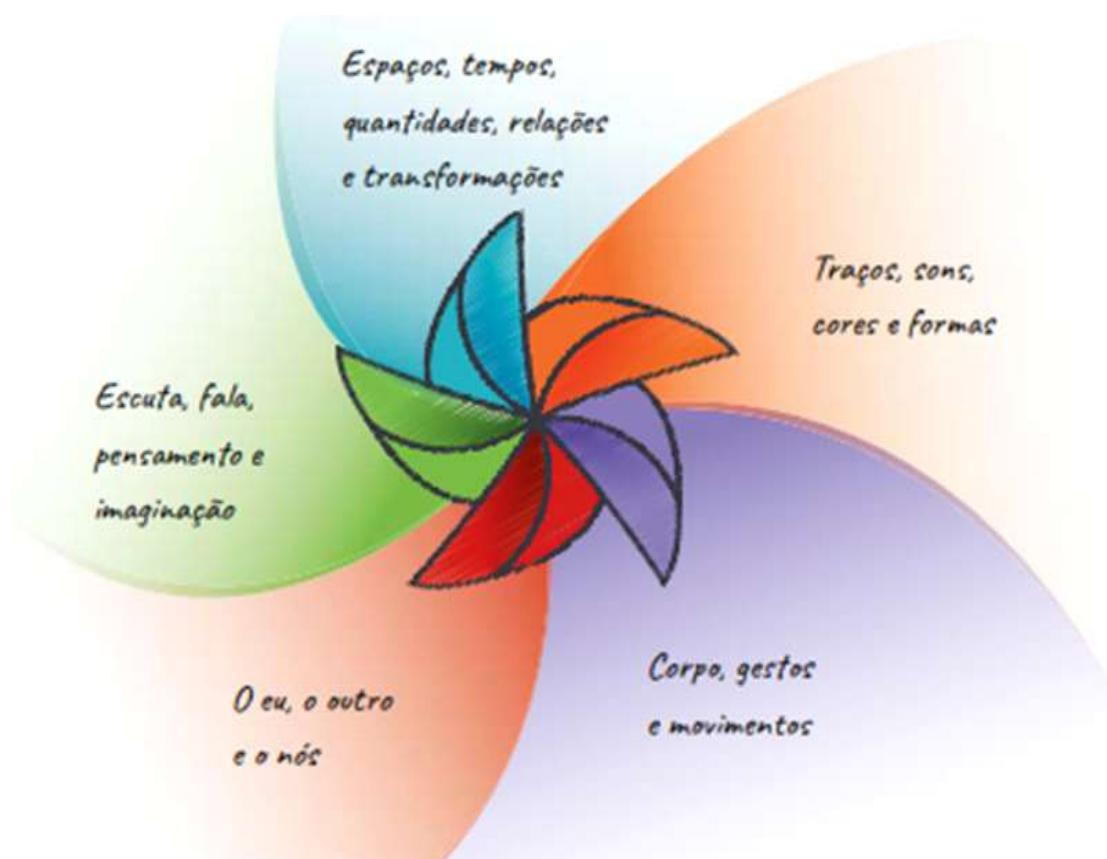 Espaços, tempos,
quantidades, relações
e transformações
Traços, sons,
cores e formas
Escuta, fala,
pensamento e
imaginação
Corpo, gestos
e movimentos
O eu, o outro
e o nós